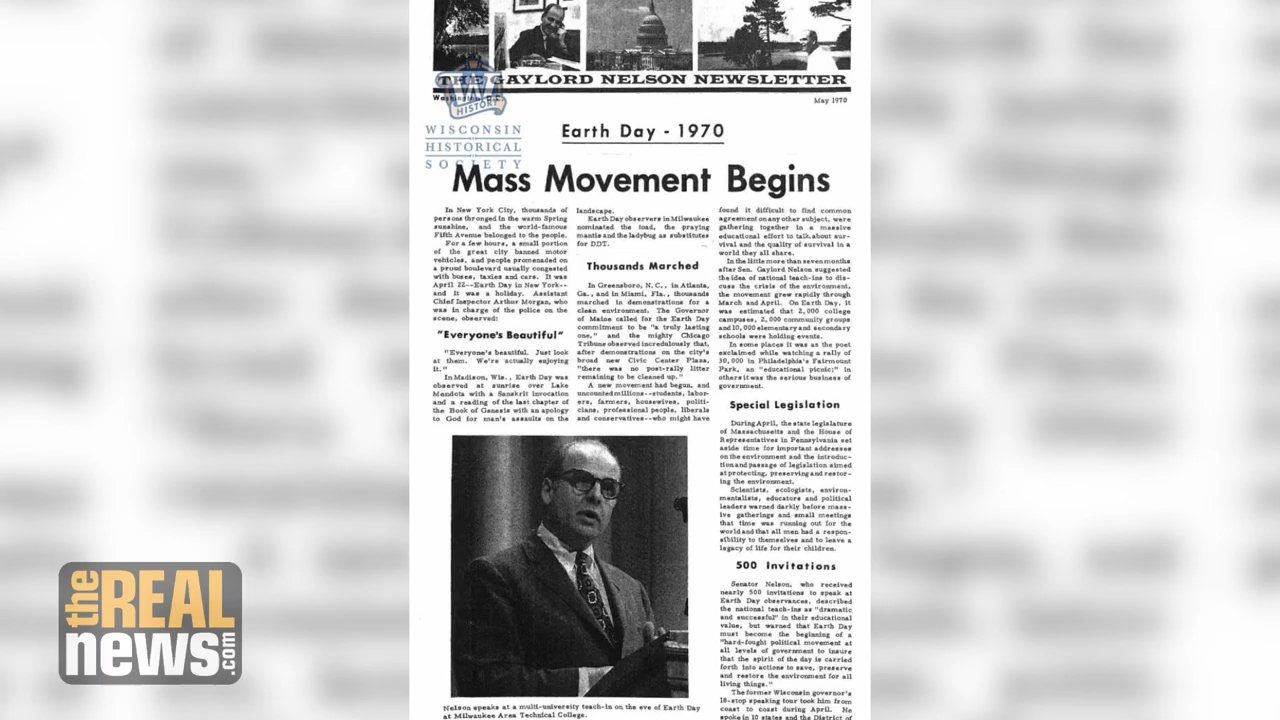 THE GAYLORD NELSON NEWSLETTER
Washington, D.C.
May 1970
W
HISTORY
WISCONSIN
HISTORICAL
SOCIETY
Earth Day - 1970
Mass Movement Begins
In New York City, thousands of
persons thronged in the warm Spring
sunshine, and the world-famous
Fifth Avenue belonged to the people.
For a few hours, a small portion
of the great city banned motor
vehicles, and people promenaded on
a proud boulevard usually congested
with buses, taxies and cars. It was
April 22--Earth Day in New York--
and it was a holiday. Assistant
Chief Inspector Arthur Morgan, who
was in charge of the police on the
scene, observed:
"Everyone's Beautiful"
"Everyone's beautiful. Just look
at them. We're actually enjoying
it."
In Madison, Wis., Earth Day was
observed at sunrise over Lake
Mendota with a Sanskrit invocation
and a reading of the last chapter of
the Book of Genesis with an apology
to God for man's assaults on the
landscape.
Earth Day observers in Milwaukee
nominated the toad, the praying
mantis and the ladybug as substitutes
for DDT.
Thousands Marched
In Greensboro, N.C., in Atlanta,
Ga., and in Miami, Fla., thousands
marched in demonstrations for a
clean environment. The Governor
of Maine called for the Earth Day
commitment to be "a truly lasting
one," and the mighty Chicago
Tribune observed incredulously that,
after demonstrations on the city's
broad new Civic Center Plaza,
"there was no post-rally litter
remaining to be cleaned up."
A new movement had begun, and
uncounted millions--students, labor-
ers, farmers, housewives, politi-
cians, professional people, liberals
and conservatives--who might have
found it difficult to find common
agreement on any other subject, were
gathering together in a massive
educational effort to talk about sur-
vival and the quality of survival in a
world they all share.
In the little more than seven months
after Sen. Gaylord Nelson suggested
the idea of national teach-ins to dis-
cuss the crisis of the environment,
the movement grew rapidly through
March and April. On Earth Day, it
was estimated that 2,000 college
campuses, 2,000 community groups
and 10,000 elementary and secondary
schools were holding events.
In some places it was as the poet
exclaimed while watching a rally of
30,000 in Philadelphia's Fairmount
Park, an "educational picnic;" in
others it was the serious business of
government.
Special Legislation
During April, the state legislature
of Massachusetts and the House of
Representatives in Pennsylvania set
aside time for important addresses
on the environment and the introduc-
tion and passage of legislation aimed
at protecting, preserving and restor-
ing the environment.
Scientists, ecologists, environ-
mentalists, educators and political
leaders warned darkly before mass-
ive gatherings and small meetings
that time was running out for the
world and that all men had a respon-
sibility to themselves and to leave a
legacy of life for their children.
500 Invitations
Senator Nelson, who received
nearly 500 invitations to speak at
Earth Day observances, described
the national teach-ins as "dramatic
and successful" in their educational
value, but warned that Earth Day
must become the beginning of a
"hard-fought political movement at
all levels of government to insure
that the spirit of the day is carried
forth into actions to save, preserve
and restore the environment for all
living things."
The former Wisconsin governor's
18-stop speaking tour took him from
coast to coast during April. He
spoke in 10 states and the District of
Nelson speaks at a multi-university teach-in on the eve of Earth Day
at Milwaukee Area Technical College.
the REAL
news.com